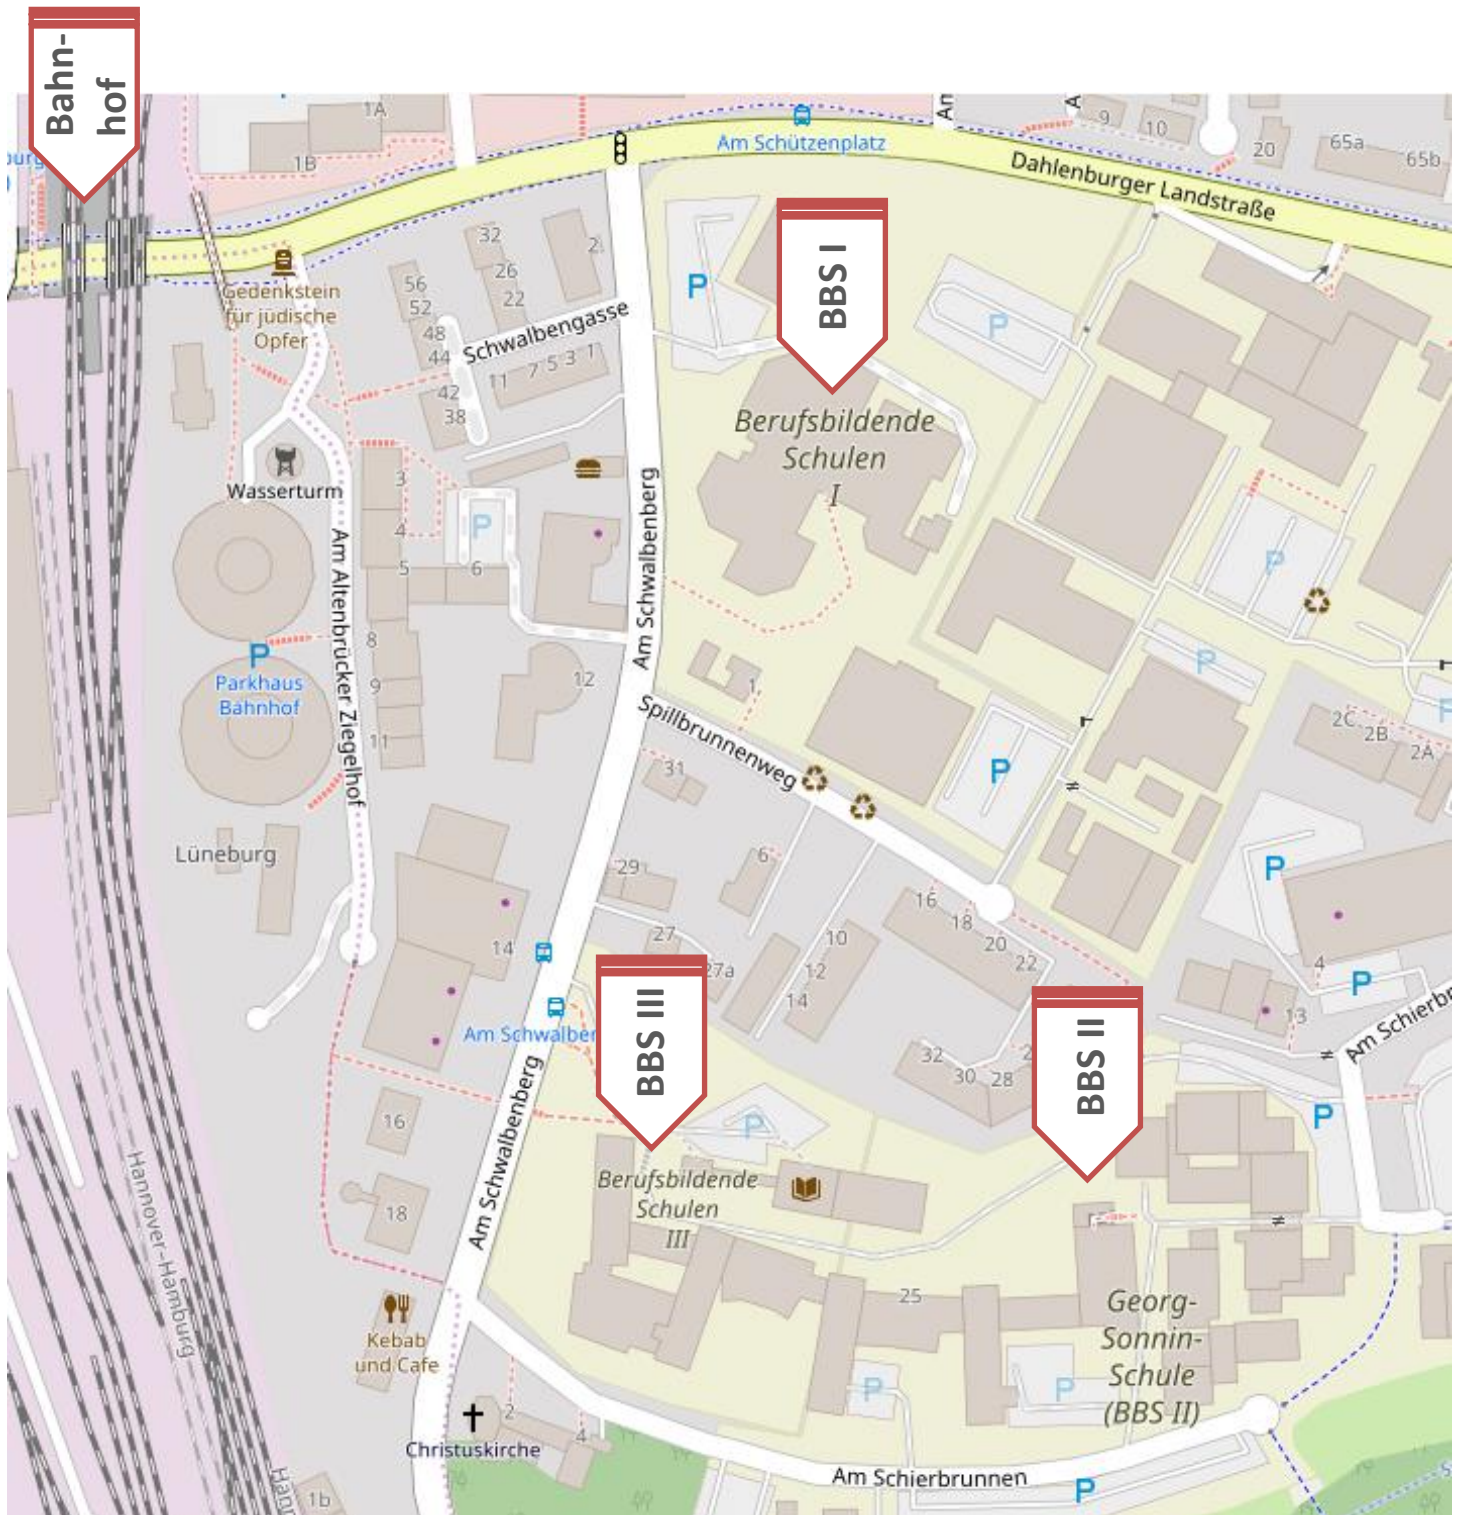 Bahn-
hof
1A
1B
Am Schützenplatz
9
10
20
65a
65b
Dahlenburger Landstraße
BBS I
Gedenkstein
für jüdische
Opfer
32
26
22
2
56
52
48
44
42
38
Schwalbengasse
11
7
5
3
1
P
P
Berufsbildende
Schulen
I
Wasserturm
3
4
5
6
P
Am Schwalbenberg
Am Altenbrücker Ziegelhof
P
8
9
11
12
1
P
Parkhaus
Bahnhof
Spillbrunnenweg
P
P
2C
2B
2A
31
29
27
27a
6
10
12
14
16
18
20
22
P
4
P
13
Lüneburg
14
BBS III
BBS II
Am Schwalber
32
30
28
P
P
16
18
Am Schwalbenberg
Berufsbildende
Schulen
III
25
Georg-
Sonnin-
Schule
(BBS II)
P
P
Hannover-Hamburg
Kebab
und Cafe
2
4
Christuskirche
Am Schierbrunnen
P
1b